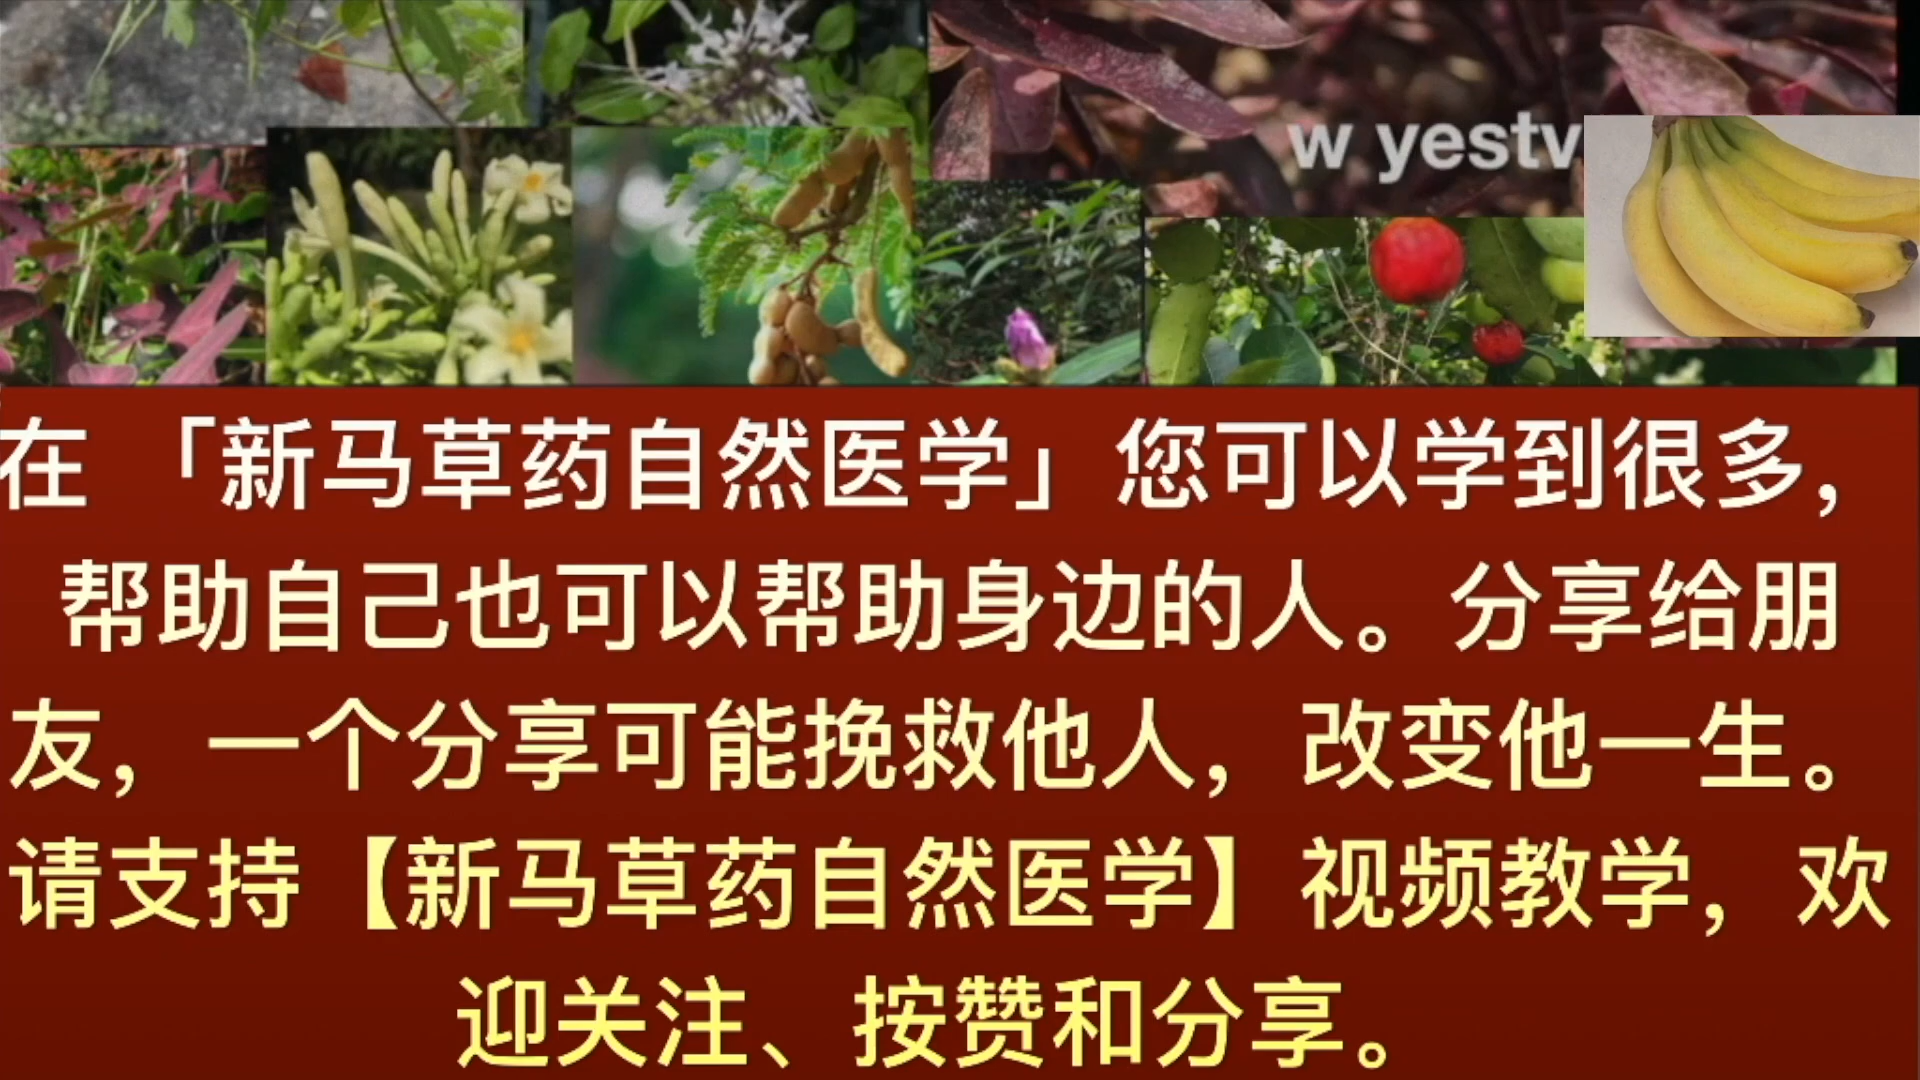 w yestv
在 「新马草药自然医学」您可以学到很多，
帮助自己也可以帮助身边的人。分享给朋
友，一个分享可能挽救他人，改变他一生。
请支持【新马草药自然医学】视频教学，欢
迎关注、按赞和分享。